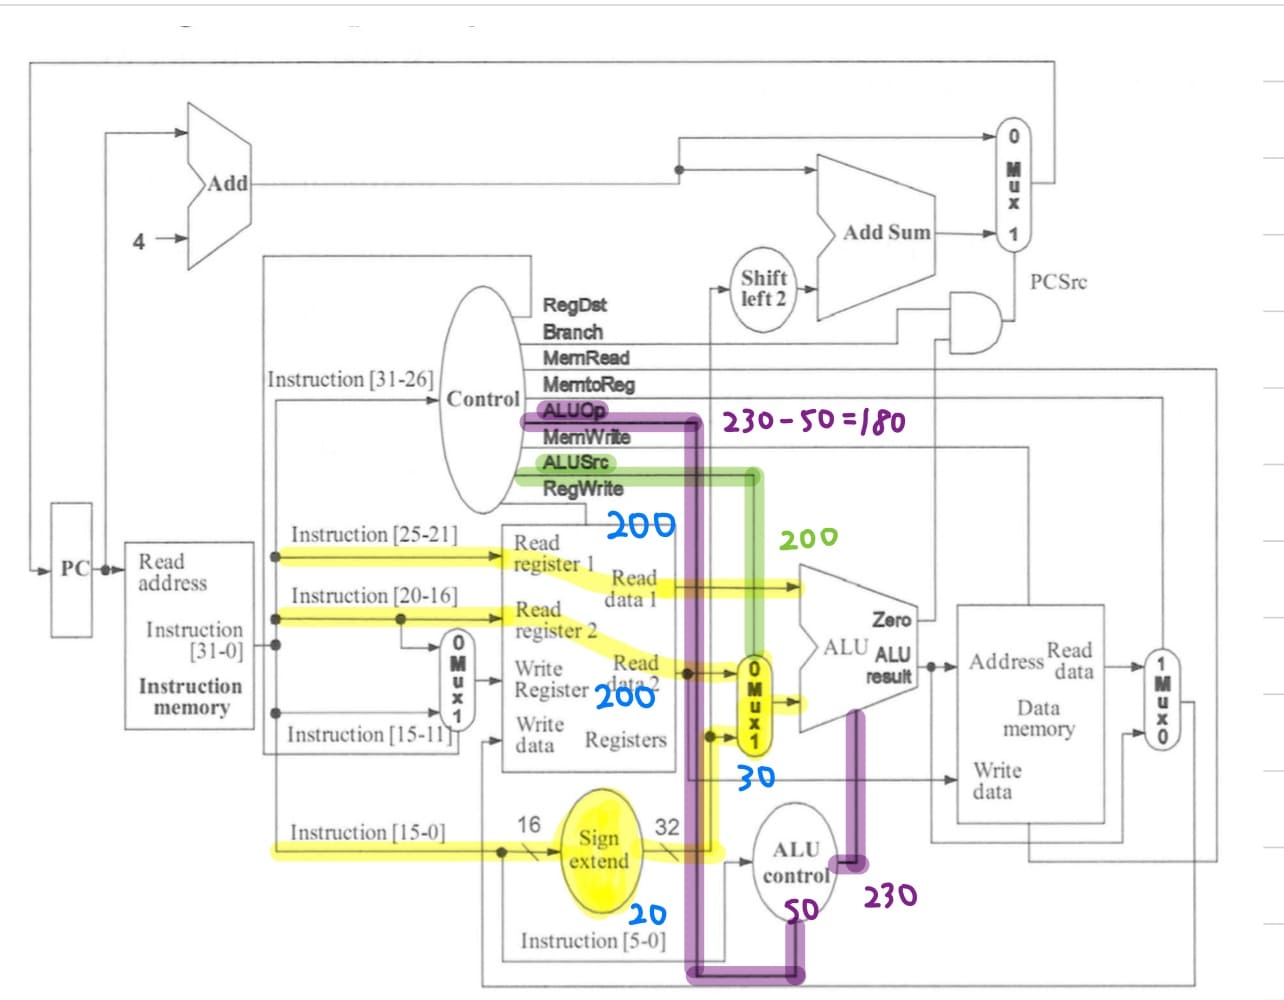 0
Mux
1
Add
4
Add Sum
Shift
left 2
PCSrc
RegDst
Branch
MemRead
MemtoReg
ALUOp
MemWrite
ALUSrc
RegWrite
Instruction [31-26]
Control
230-50=180
200
200
PC
Read
address
Instruction
[31-0]
Instruction
memory
Instruction [25-21]
Instruction [20-16]
0
Mux
1
Instruction [15-11]
Read
register 1
Read
register 2
Write
Register
Write
data
Read
data 1
Read
data 2
200
Registers
0
Mux
1
30
Zero
ALU
ALU
result
Address
Read
data
Data
memory
Write
data
1
Mux
0
Instruction [15-0]
16
Sign
extend
32
20
Instruction [5-0]
ALU
control
50
230